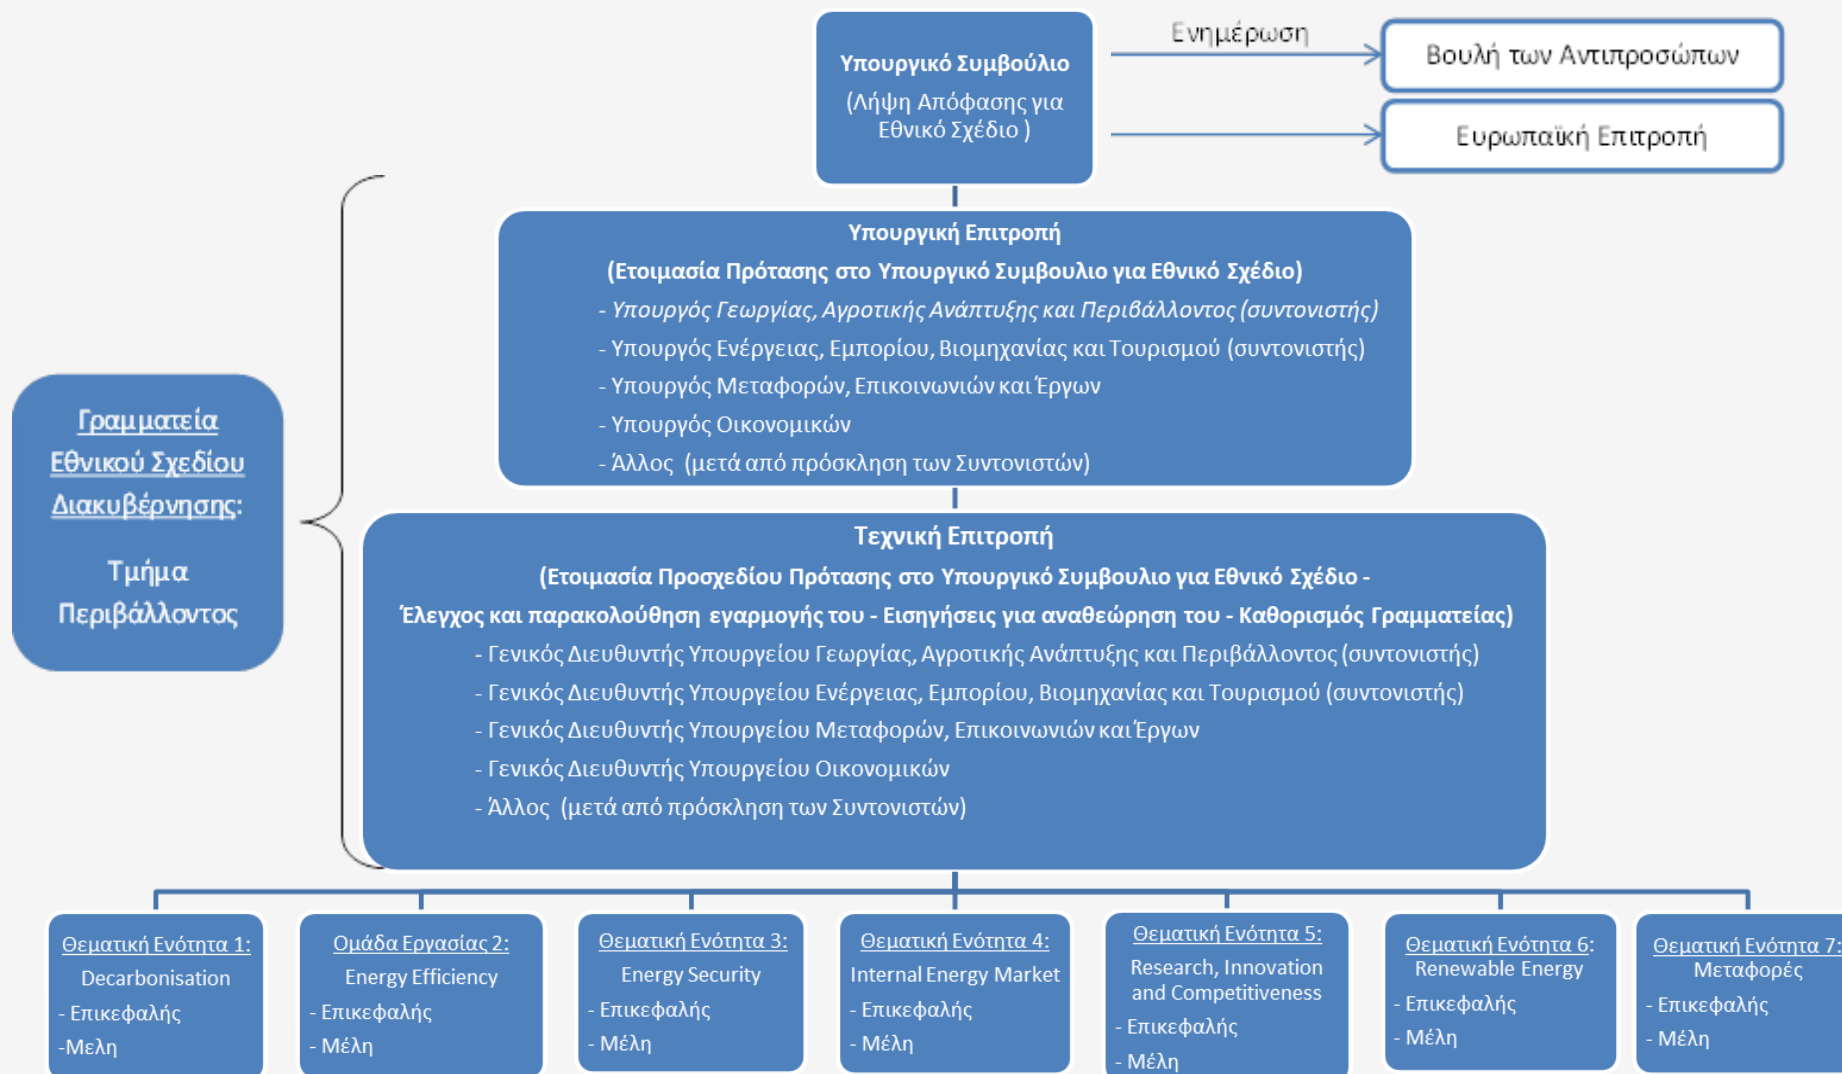 Υπουργικό Συμβούλιο
(Λήψη Απόφασης για
Εθνικό Σχέδιο )
Ενημέρωση
Βουλή των Αντιπροσώπων
Ευρωπαϊκή Επιτροπή
Υπουργική Επιτροπή
(Ετοιμασία Πρότασης στο Υπουργικό Συμβουλιο για Εθνικό Σχέδιο)
- Υπουργός Γεωργίας, Αγροτικής Ανάπτυξης και Περιβάλλοντος (συντονιστής)
- Υπουργός Ενέργειας, Εμπορίου, Βιομηχανίας και Τουρισμού (συντονιστής)
- Υπουργός Μεταφορών, Επικοινωνιών και Έργων
- Υπουργός Οικονομικών
- Άλλος (μετά από πρόσκληση των Συντονιστών)
Γραμματεία
Εθνικού Σχεδίου
Διακυβέρνησης:
Τμήμα
Περιβάλλοντος
Τεχνική Επιτροπή
(Ετοιμασία Προσχεδίου Πρότασης στο Υπουργικό Συμβουλιο για Εθνικό Σχέδιο -
Έλεγχος και παρακολούθηση εγαρμογής του - Εισηγήσεις για αναθεώρηση του - Καθορισμός Γραμματείας)
- Γενικός Διευθυντής Υπουργείου Γεωργίας, Αγροτικής Ανάπτυξης και Περιβάλλοντος (συντονιστής)
- Γενικός Διευθυντής Υπουργείου Ενέργειας, Εμπορίου, Βιομηχανίας και Τουρισμού (συντονιστής)
- Γενικός Διευθυντής Υπουργείου Μεταφορών, Επικοινωνιών και Έργων
- Γενικός Διευθυντής Υπουργείου Οικονομικών
- Άλλος (μετά από πρόσκληση των Συντονιστών)
Θεματική Ενότητα 1:
Decarbonisation
- Επικεφαλής
-Μελη
Ομάδα Εργασίας 2:
Energy Efficiency
- Επικεφαλής
- Μέλη
Θεματική Ενότητα 3:
Energy Security
- Επικεφαλής
- Μέλη
Θεματική Ενότητα 4:
Internal Energy Market
- Επικεφαλής
- Μέλη
Θεματική Ενότητα 5:
Research, Innovation
and Competitiveness
- Επικεφαλής
- Μέλη
Θεματική Ενότητα 6:
Renewable Energy
- Επικεφαλής
- Μέλη
Θεματική Ενότητα 7:
Μεταφορές
- Επικεφαλής
- Μέλη